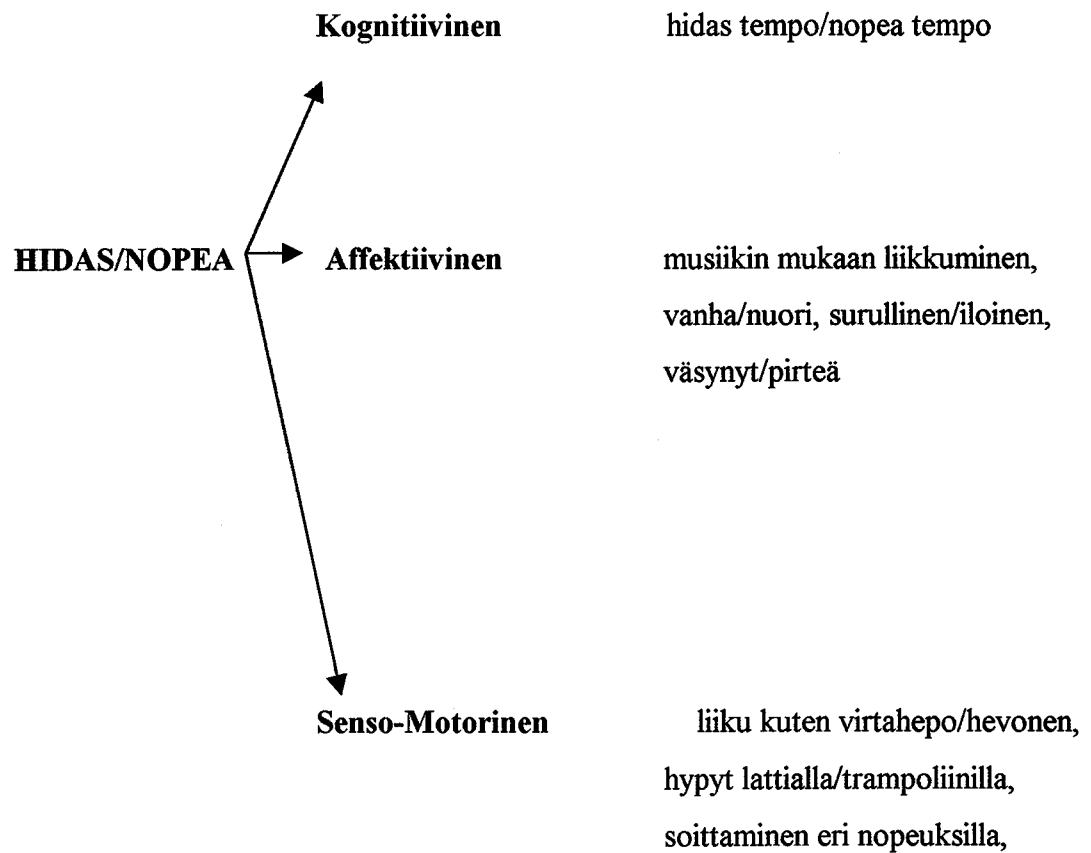 Kognitiivinen hidas tempo/nopea tempo
HIDAS/NOPEA Affektiivinen musiikin mukaan liikkuminen,
vanha/nuori, surullinen/iloinen,
väsynyt/pirteä
Senso-Motorinen liiku kuten virtahepo/hevonen,
hypyt lattialla/trampoliinilla,
soittaminen eri nopeuksilla,